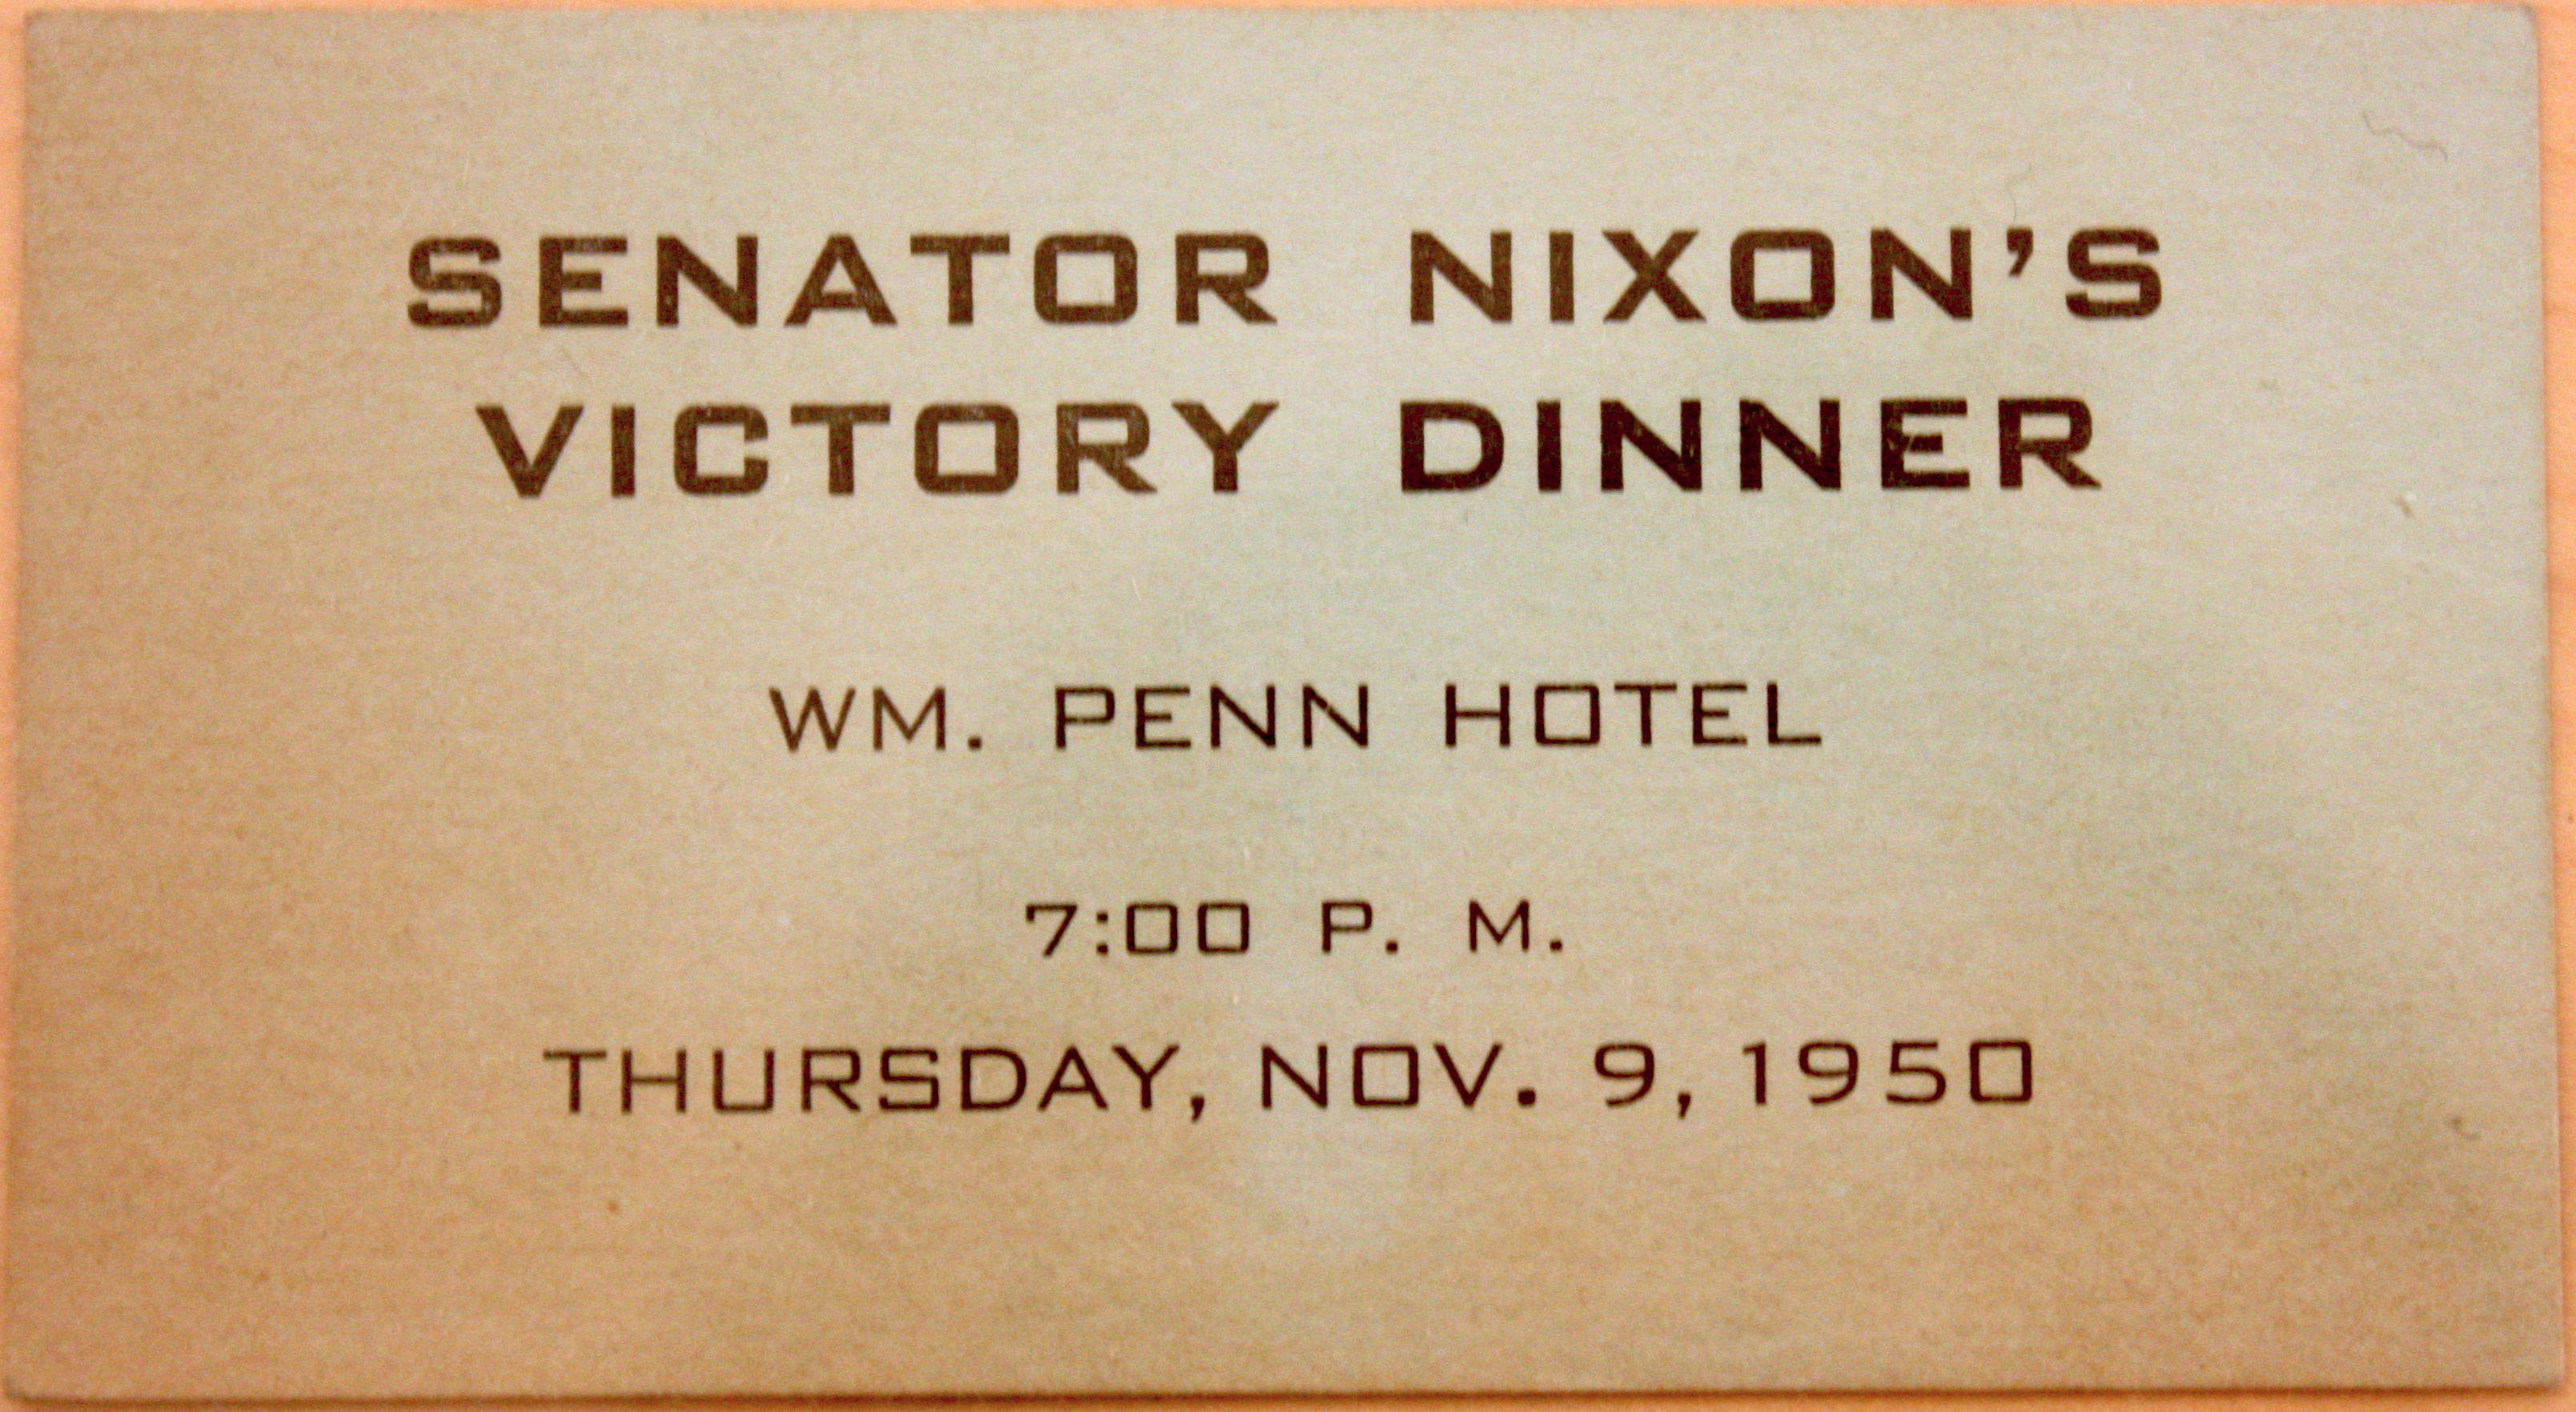 SENATOR NIXON'S
VICTORY DINNER
WM. PENN HOTEL
7:00 P. M.
THURSDAY, NOV. 9, 1950